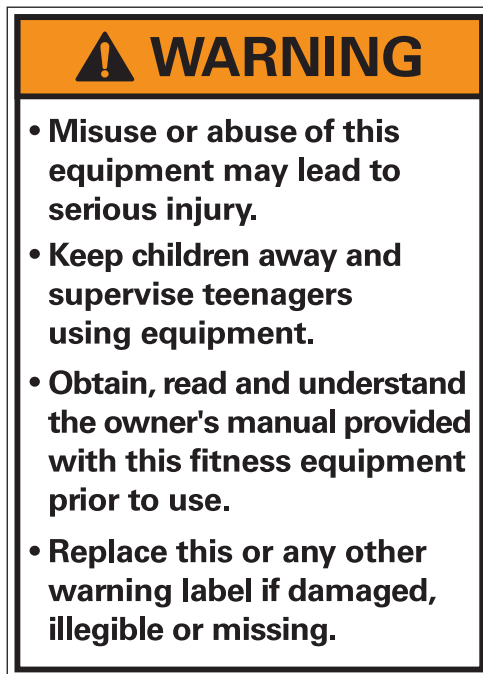 WARNING
• Misuse or abuse of this
equipment may lead to
serious injury.
• Keep children away and
supervise teenagers
using equipment.
• Obtain, read and understand
the owner's manual provided
with this fitness equipment
prior to use.
• Replace this or any other
warning label if damaged,
illegible or missing.